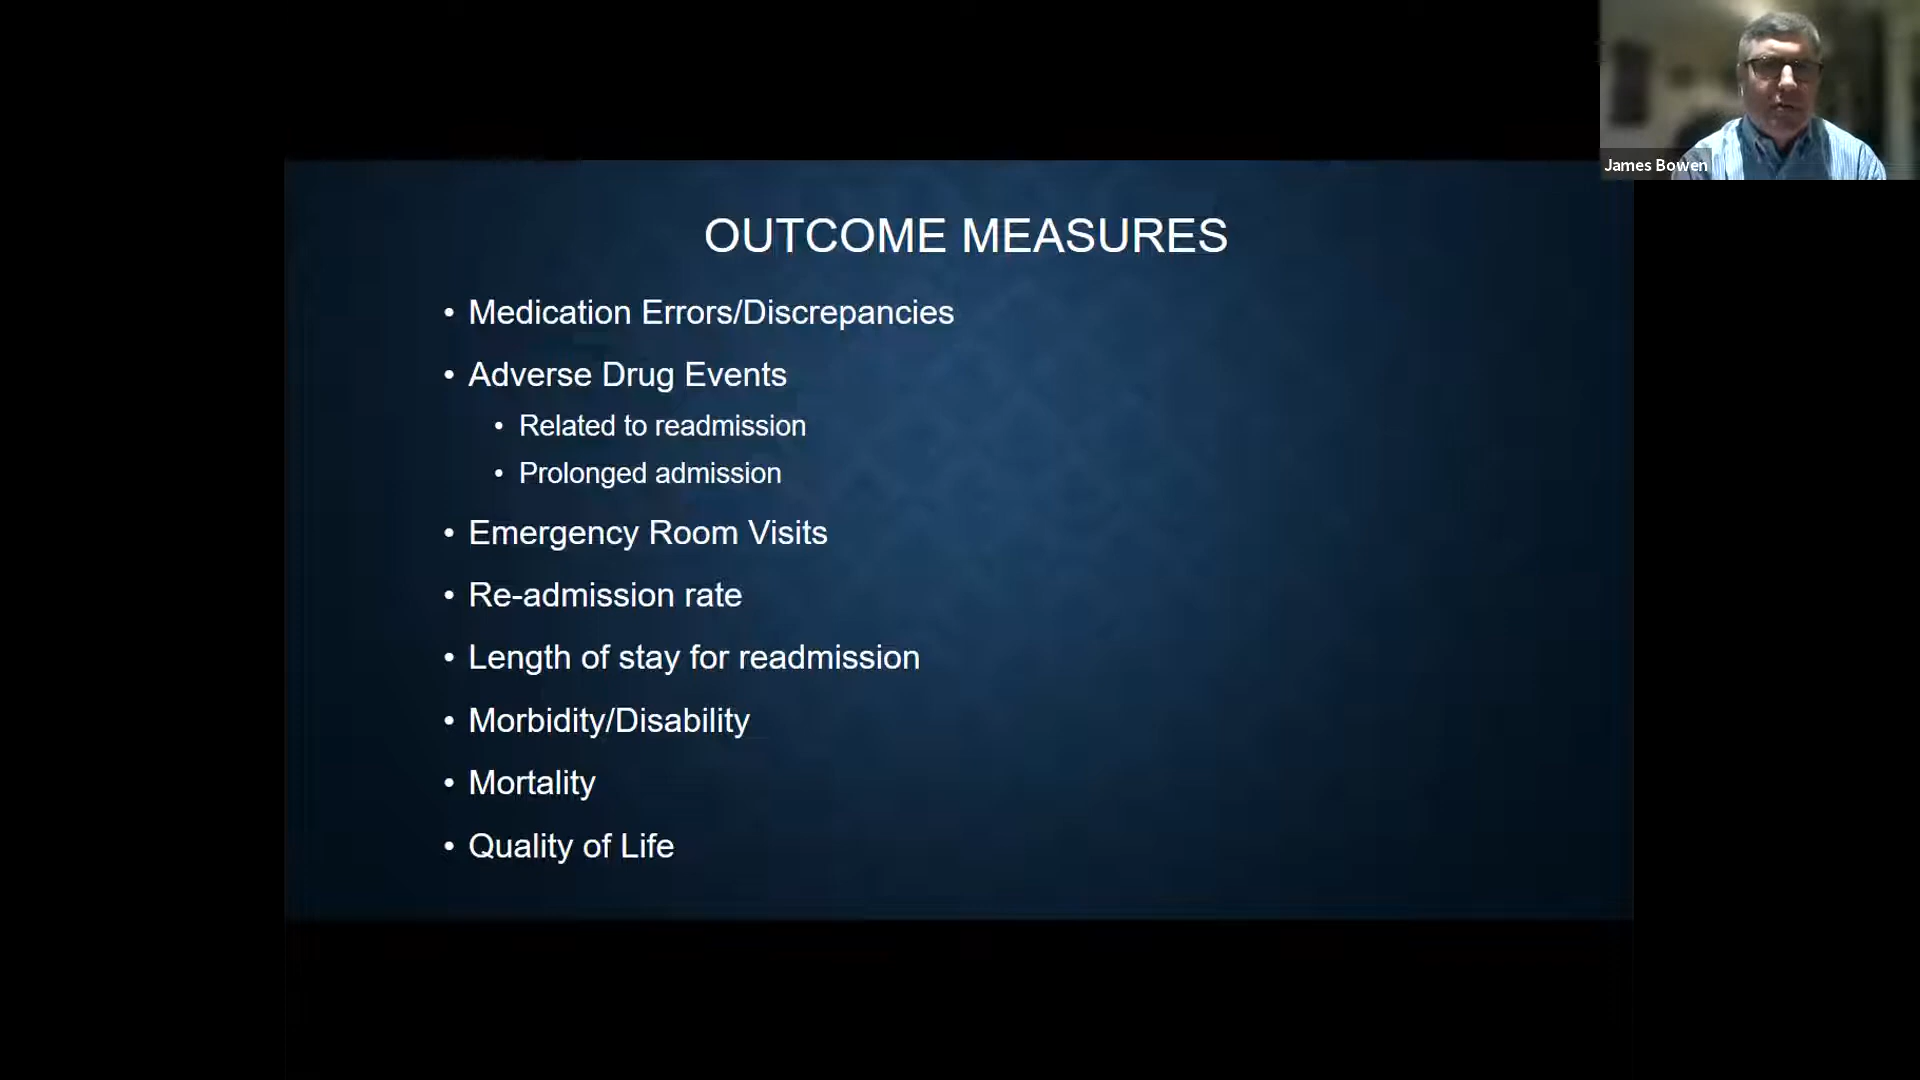 OUTCOME MEASURES
• Medication Errors/Discrepancies
• Adverse Drug Events
• Related to readmission
• Prolonged admission
• Emergency Room Visits
• Re-admission rate
• Length of stay for readmission
• Morbidity/Disability
• Mortality
• Quality of Life
James Bowen